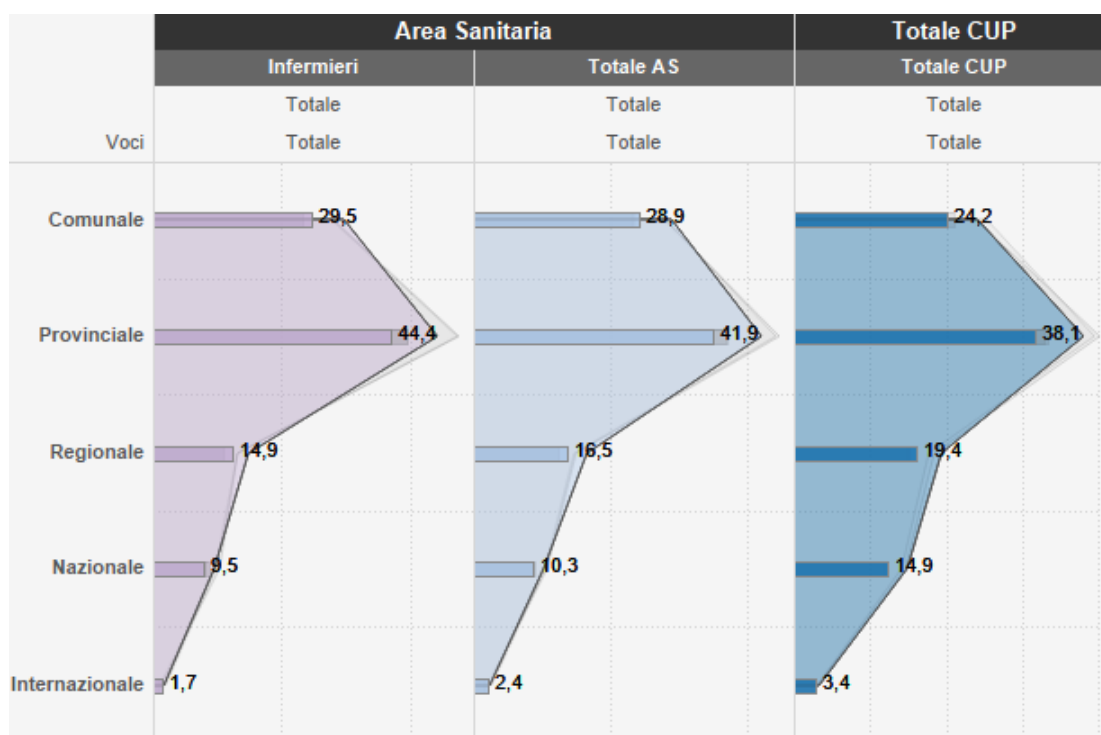 Area Sanitaria Totale CUP
Infermieri Totale AS Totale CUP
Totale Totale Totale
Voci Totale Totale Totale
Comunale 29,5 28,9 24,2
Provinciale 44,4 41,9 38,1
Regionale 14,9 16,5 19,4
Nazionale 9,5 10,3 14,9
Internazionale 1,7 2,4 3,4